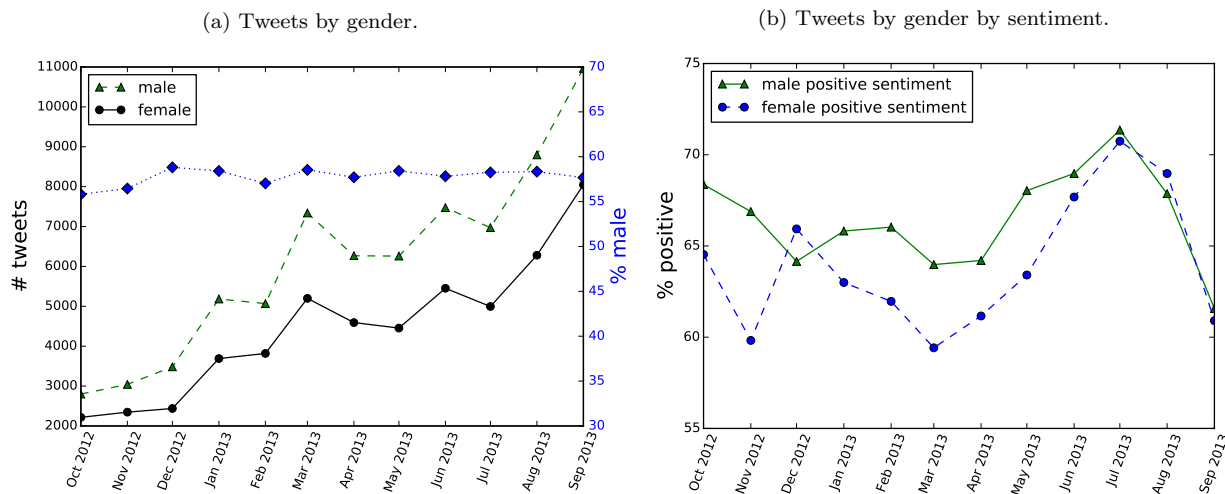 (a) Tweets by gender.
11000
10000
9000
8000
7000
6000
5000
4000
3000
2000
# tweets
male
female
70
65
60
55
50
45
40
35
30
% male
Oct 2012
Nov 2012
Dec 2012
Jan 2013
Feb 2013
Mar 2013
Apr 2013
May 2013
Jun 2013
Jul 2013
Aug 2013
Sep 2013
(b) Tweets by gender by sentiment.
75
70
65
60
55
% positive
male positive sentiment
female positive sentiment
Oct 2012
Nov 2012
Dec 2012
Jan 2013
Feb 2013
Mar 2013
Apr 2013
May 2013
Jun 2013
Jul 2013
Aug 2013
Sep 2013